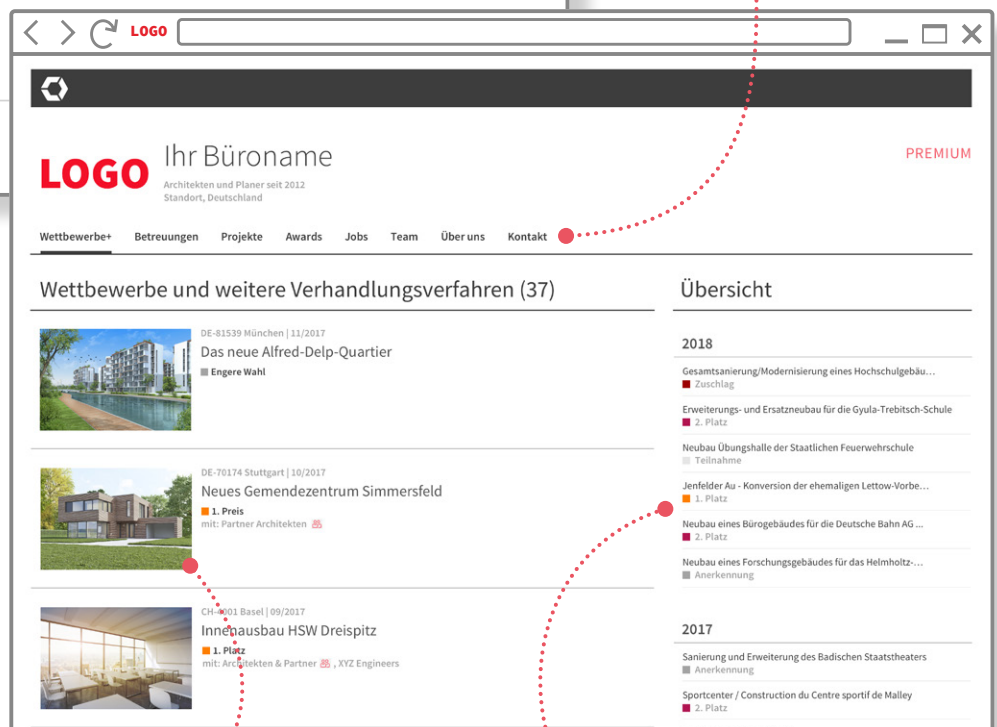 LOGO
LOGO
Ihr Büroname
Architekten und Planer seit 2012
Standort, Deutschland
PREMIUM
Wettbewerbe+ Betreuungen Projekte Awards Jobs Team Über uns Kontakt
Wettbewerbe und weitere Verhandlungsverfahren (37)
DE-81539 München | 11/2017
Das neue Alfred-Delp-Quartier
Engere Wahl
DE-70174 Stuttgart | 10/2017
Neues Gemendezentrum Simmersfeld
1. Preis
mit: Partner Architekten
CH-4001 Basel | 09/2017
Innenausbau HSW Dreispitz
1. Platz
mit: Architekten & Partner , XYZ Engineers
Übersicht
2018
Gesamtsanierung/Modernisierung eines Hochschulgebäu...
Zuschlag
Erweiterungs- und Ersatzneubau für die Gyula-Trebitsch-Schule
2. Platz
Neubau Übungshalle der Staatlichen Feuerwehrschule
Teilnahme
Jenfelder Au - Konversion der ehemaligen Lettow-Vorbe...
1. Platz
Neubau eines Bürogebäudes für die Deutsche Bahn AG ...
2. Platz
Neubau eines Forschungsgebäudes für das Helmholtz-...
Anerkennung
2017
Sanierung und Erweiterung des Badischen Staatstheaters
Anerkennung
Sportcenter / Construction du Centre sportif de Malley
2. Platz